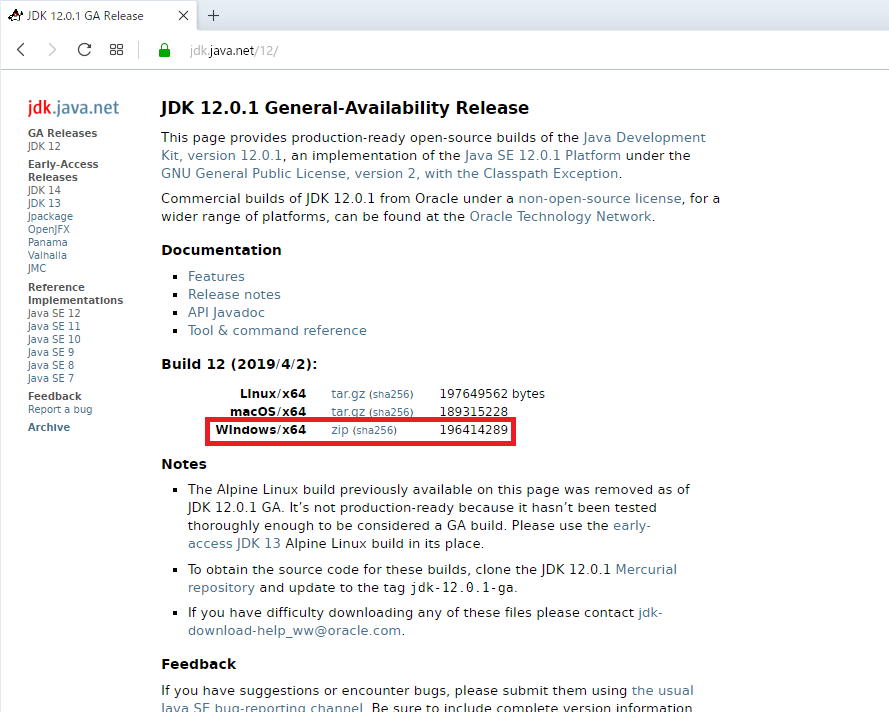 JDK 12.0.1 GA Release
jdk.java.net/12/
jdk.java.net
GA Releases
JDK 12
Early-Access
Releases
JDK 14
JDK 13
Jpackage
OpenJFX
Panama
Valhalla
JMC
Reference
Implementations
Java SE 12
Java SE 11
Java SE 10
Java SE 9
Java SE 8
Java SE 7
Feedback
Report a bug
Archive
JDK 12.0.1 General-Availability Release
This page provides production-ready open-source builds of the Java Development
Kit, version 12.0.1, an implementation of the Java SE 12.0.1 Platform under the
GNU General Public License, version 2, with the Classpath Exception.
Commercial builds of JDK 12.0.1 from Oracle under a non-open-source license, for a
wider range of platforms, can be found at the Oracle Technology Network.
Documentation
Features
Release notes
API Javadoc
Tool & command reference
Build 12 (2019/4/2):
Linux/x64 tar.gz (sha256) 197649562 bytes
macOS/x64 tar.gz (sha256) 189315228
Windows/x64 zip (sha256) 196414289
Notes
The Alpine Linux build previously available on this page was removed as of
JDK 12.0.1 GA. It’s not production-ready because it hasn’t been tested
thoroughly enough to be considered a GA build. Please use the early-
access JDK 13 Alpine Linux build in its place.
To obtain the source code for these builds, clone the JDK 12.0.1 Mercurial
repository and update to the tag jdk-12.0.1-ga.
If you have difficulty downloading any of these files please contact jdk-
download-help_ww@oracle.com.
Feedback
If you have suggestions or encounter bugs, please submit them using the usual
Java SE bug-reporting channel. Be sure to include complete version information